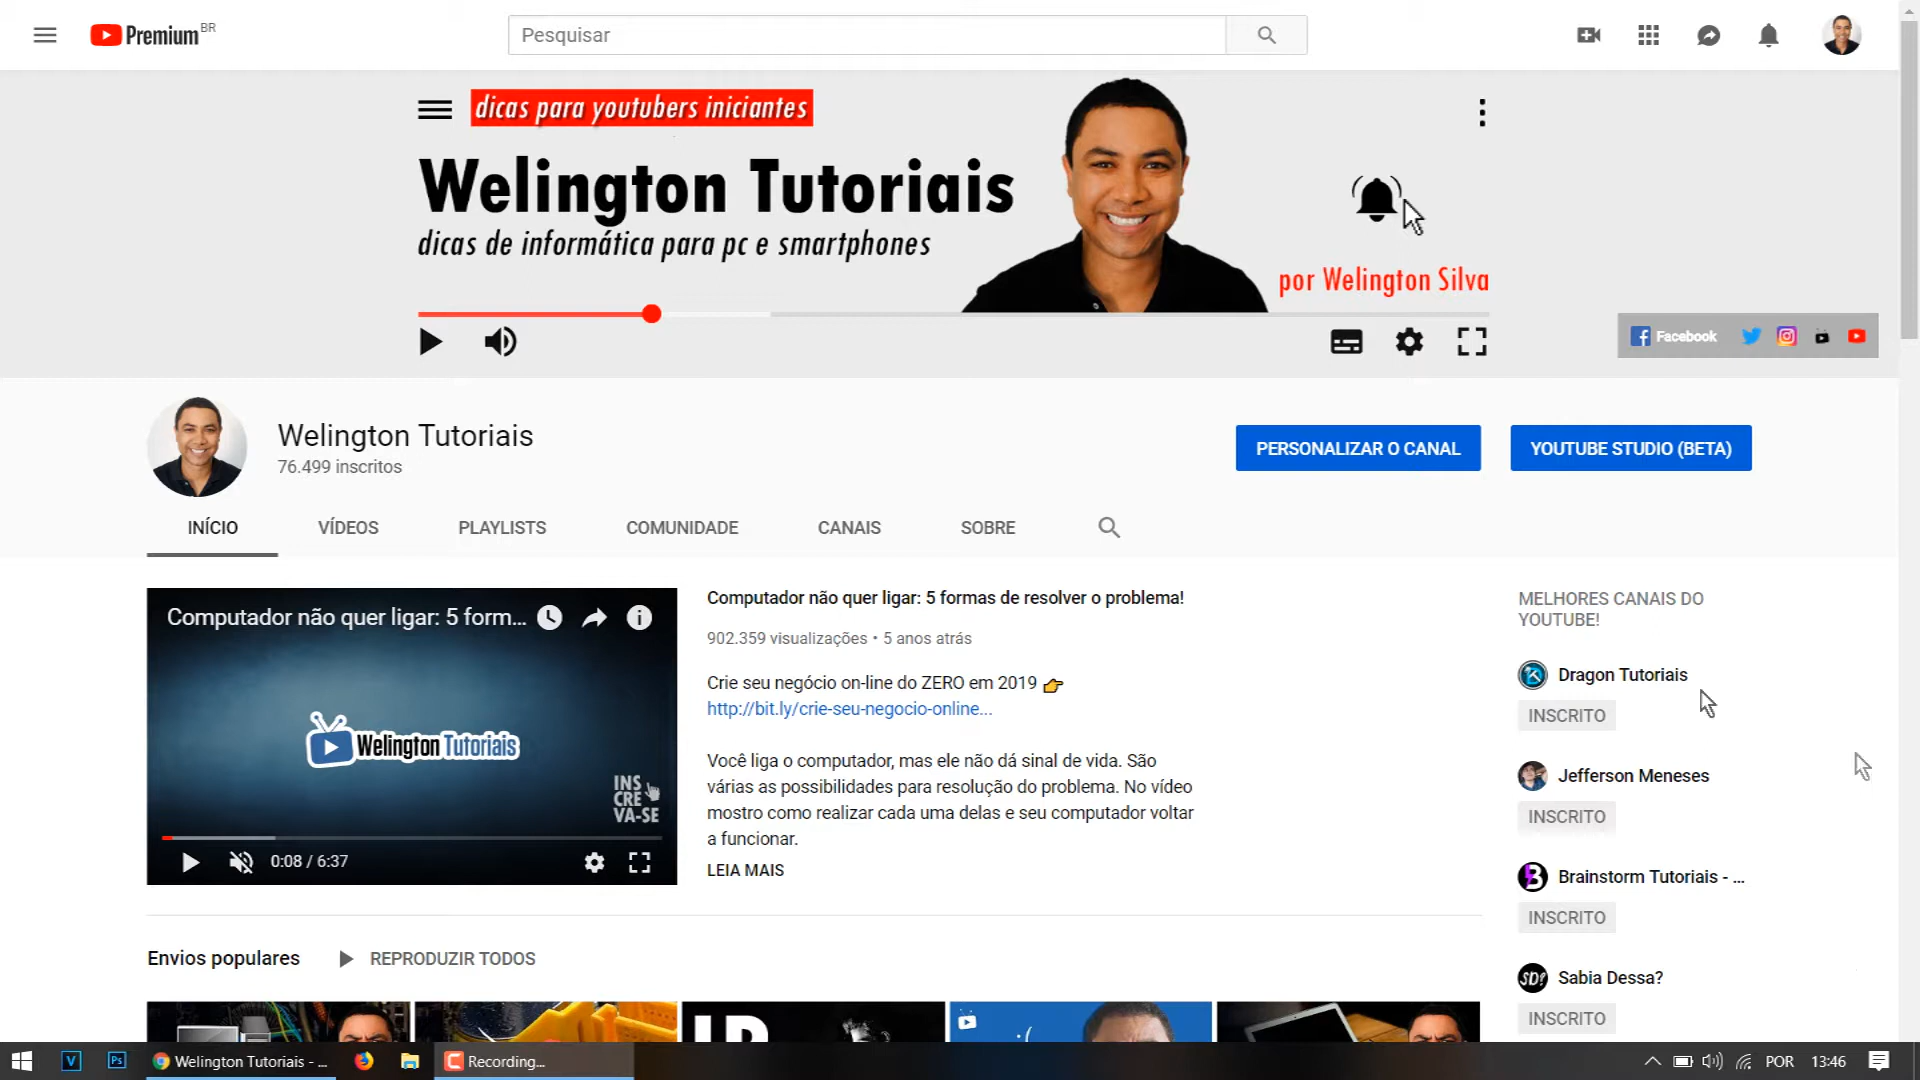 Premium BR
Pesquisar
dicas para youtubers iniciantes
Welington Tutoriais
dicas de informática para pc e smartphones
por Welington Silva
Facebook
Welington Tutoriais
76.499 inscritos
PERSONALIZAR O CANAL
YOUTUBE STUDIO (BETA)
INÍCIO
VÍDEOS
PLAYLISTS
COMUNIDADE
CANAIS
SOBRE
Computador não quer ligar: 5 form...
Welington Tutoriais
INS
CRE
VA-SE
0:08 / 6:37
Computador não quer ligar: 5 formas de resolver o problema!
902.359 visualizações • 5 anos atrás
Crie seu negócio on-line do ZERO em 2019 👉
http://bit.ly/crie-seu-negocio-online...
Você liga o computador, mas ele não dá sinal de vida. São
várias as possibilidades para resolução do problema. No vídeo
mostro como realizar cada uma delas e seu computador voltar
a funcionar.
LEIA MAIS
MELHORES CANAIS DO
YOUTUBE!
Dragon Tutoriais
INSCRITO
Jefferson Meneses
INSCRITO
Brainstorm Tutoriais - ...
INSCRITO
Sabia Dessa?
INSCRITO
Envios populares
REPRODUZIR TODOS
Welington Tutoriais - ...
Recording...
POR
13:46